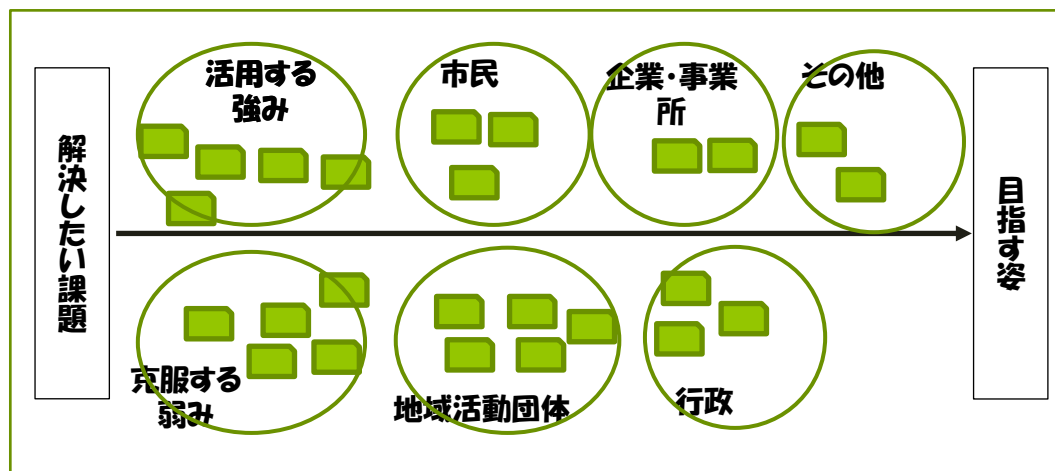 解決したい課題
活用する
強み
市民
企業・事業
所
その他
克服する
弱み
地域活動団体
行政
目指す姿